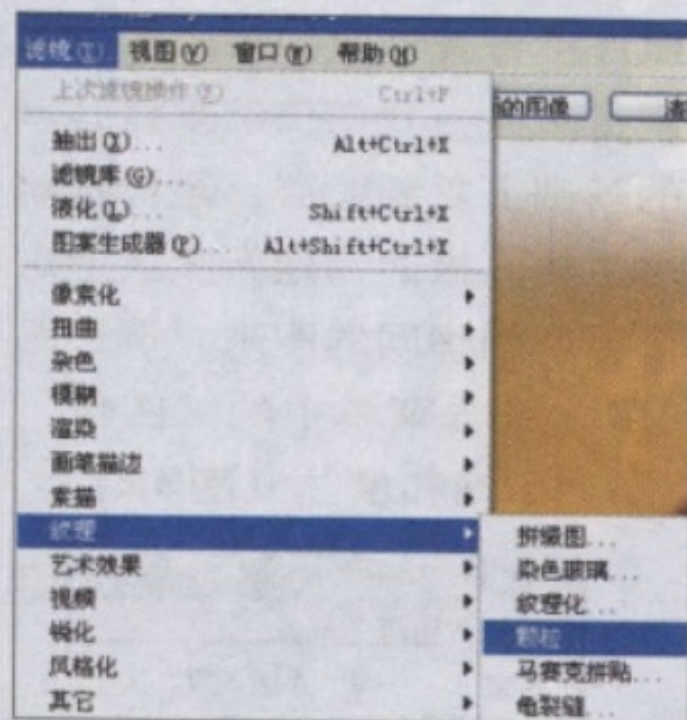 滤镜(T) 视图(V) 窗口(W) 帮助(H)
上次滤镜操作(F) Ctrl+F
的图像
抽出(X)... Alt+Ctrl+X
滤镜库(G)...
液化(L)... Shift+Ctrl+X
图案生成器(P)... Alt+Shift+Ctrl+X
像素化
扭曲
杂色
模糊
渲染
画笔描边
素描
纹理
拼缀图...
艺术效果
染色玻璃...
视频
纹理化...
锐化
颗粒...
风格化
马赛克拼贴...
其它
龟裂缝...